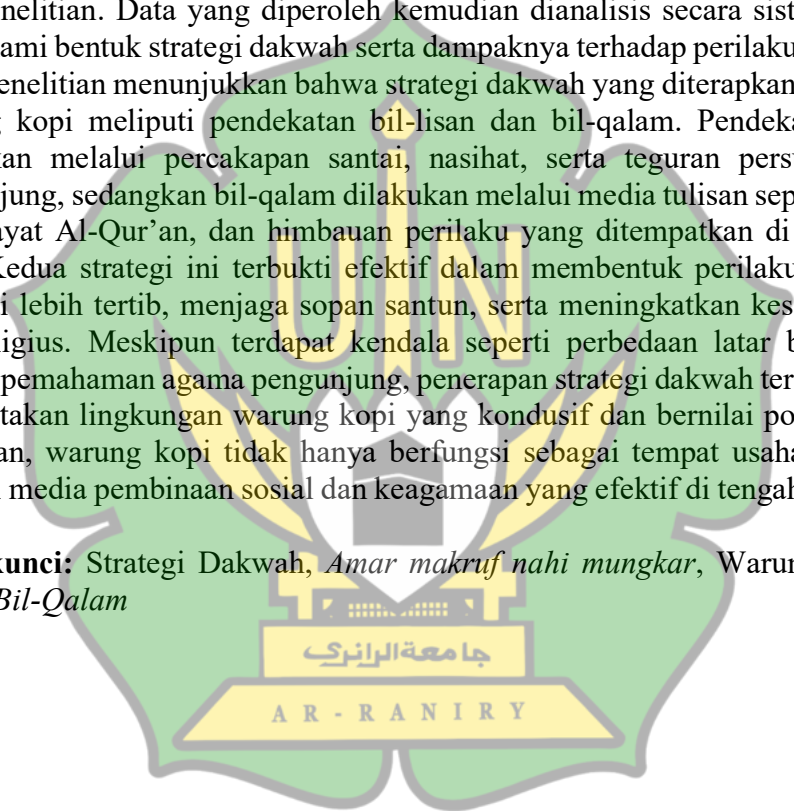 nelitian. Data yang diperoleh kemudian dianalisis secara sist
ami bentuk strategi dakwah serta dampaknya terhadap perilaku
enelitian menunjukkan bahwa strategi dakwah yang diterapkan
kopi meliputi pendekatan bil-lisan dan bil-qalam. Pendeka
kan melalui percakapan santai, nasihat, serta teguran pers
jung, sedangkan bil-qalam dilakukan melalui media tulisan sep
ayat Al-Qur’an, dan himbauan perilaku yang ditempatkan di
Kedua strategi ini terbukti efektif dalam membentuk perilaku
i lebih tertib, menjaga sopan santun, serta meningkatkan kes
igius. Meskipun terdapat kendala seperti perbedaan latar b
pemahaman agama pengunjung, penerapan strategi dakwah ter
takan lingkungan warung kopi yang kondusif dan bernilai po
an, warung kopi tidak hanya berfungsi sebagai tempat usaha
media pembinaan sosial dan keagamaan yang efektif di tengah
kunci: Strategi Dakwah, Amar makruf nahi mungkar, Warun
Bil-Qalam
UIN
جامعة الرانري
AR-RANIRY